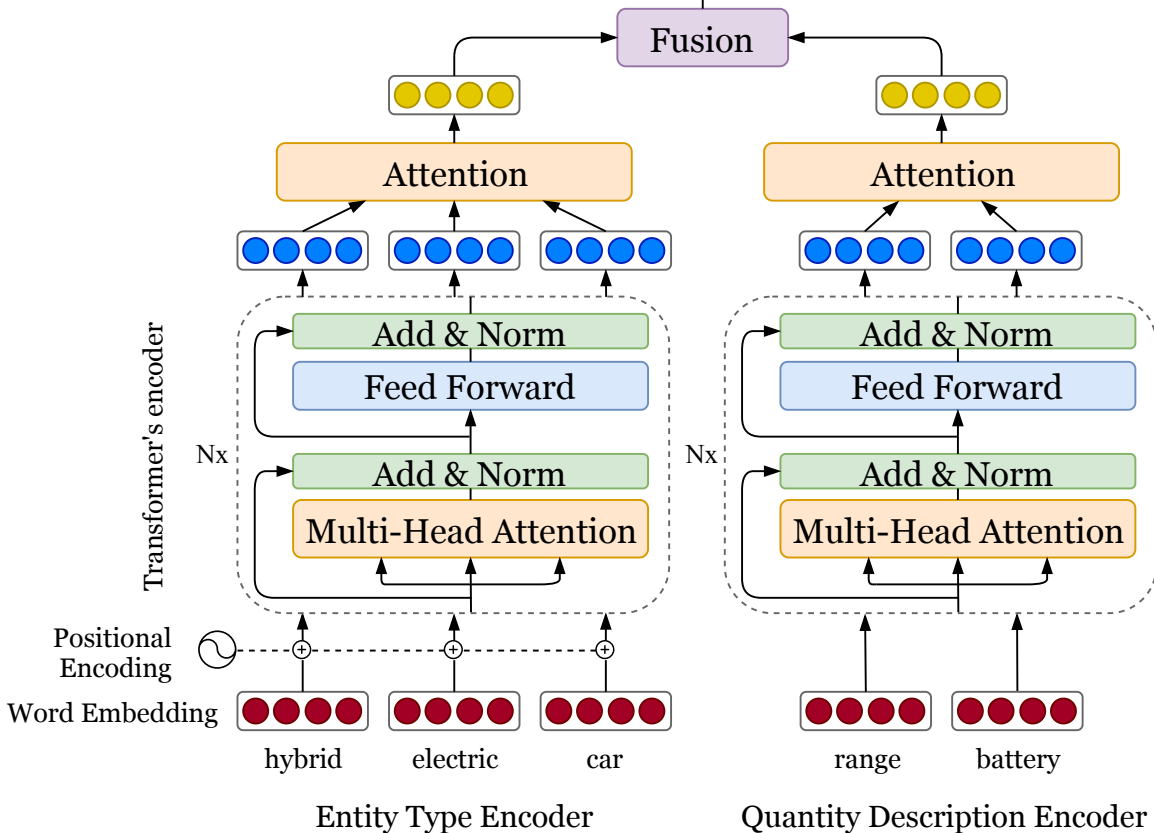 Fusion
Attention
Attention
Add & Norm
Feed Forward
Nx
Add & Norm
Multi-Head Attention
Transformer's encoder
Add & Norm
Feed Forward
Nx
Add & Norm
Multi-Head Attention
Positional
Encoding
Word Embedding
hybrid
electric
car
range
battery
Entity Type Encoder
Quantity Description Encoder